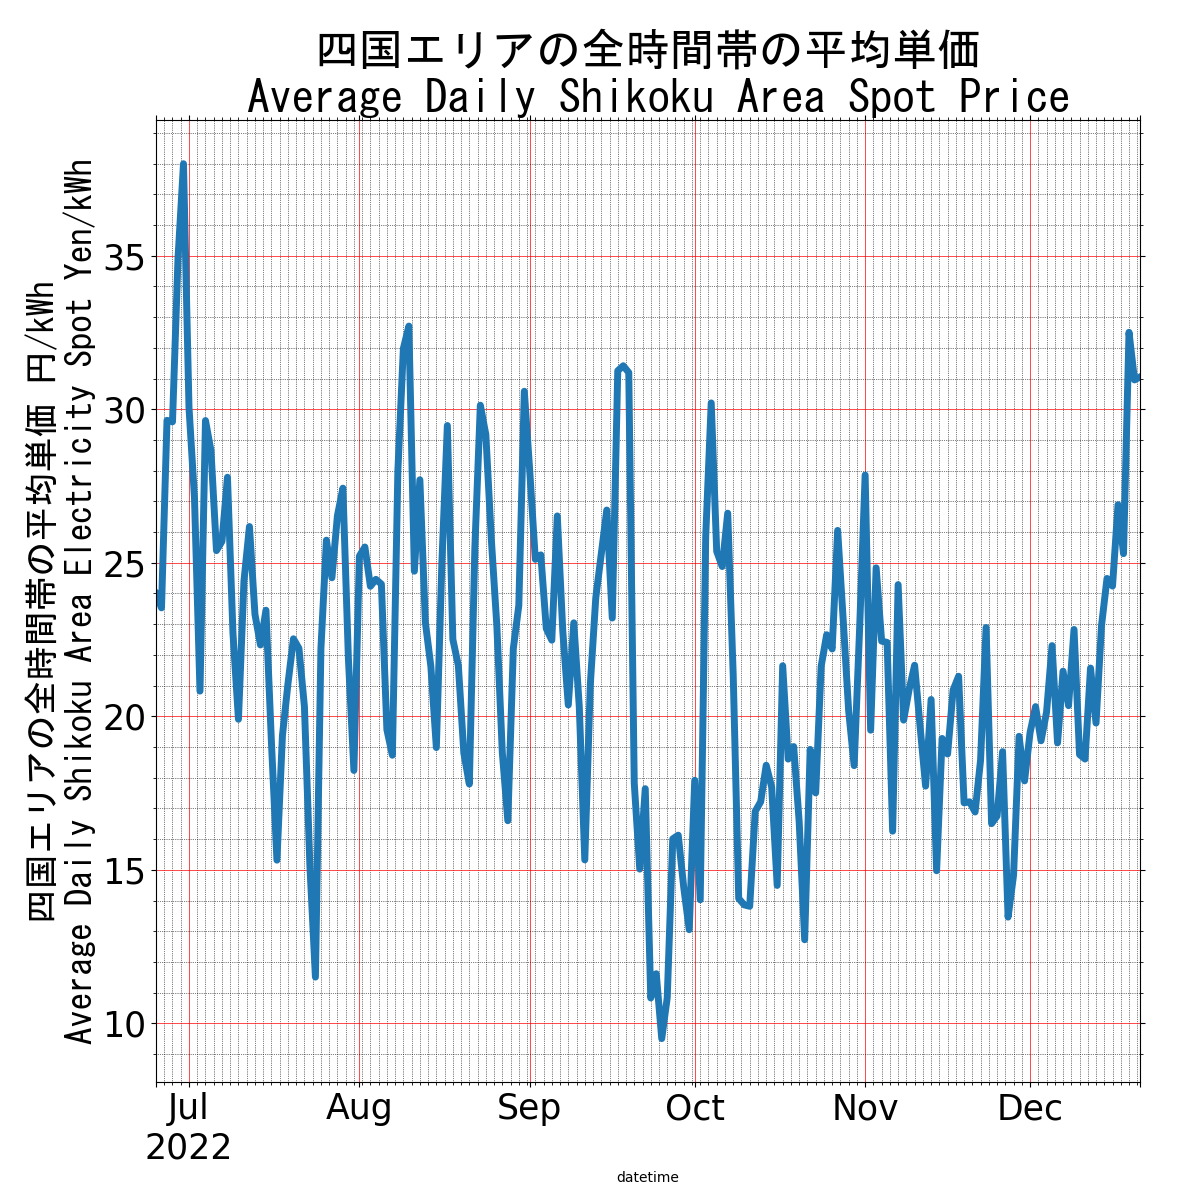 四国エリアの全時間帯の平均単価
Average Daily Shikoku Area Spot Price
四国エリアの全時間帯の平均単価 円/kWh
Average Daily Shikoku Area Electricity Spot Yen/kWh
35
30
25
20
15
10
Jul
Aug
Sep
Oct
Nov
Dec
2022
datetime